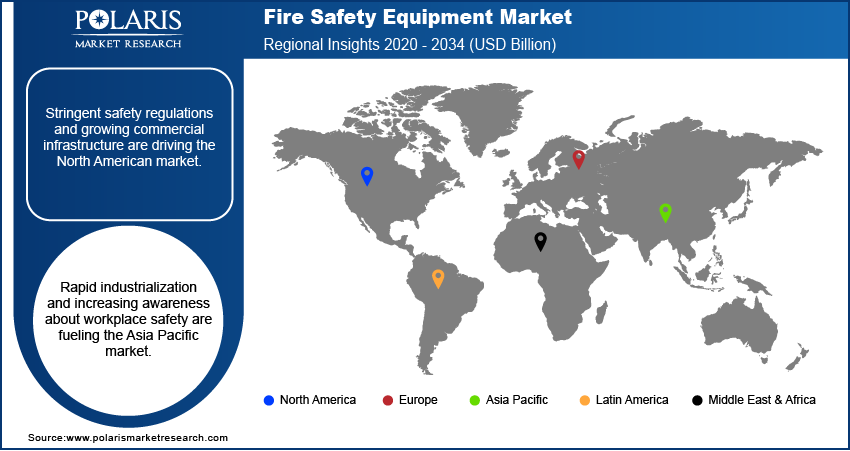 POLARIS
MARKET RESEARCH
Fire Safety Equipment Market
Regional Insights 2020 - 2034 (USD Billion)
Stringent safety regulations
and growing commercial
infrastructure are driving the
North American market.
Rapid industrialization
and increasing awareness
about workplace safety are
fueling the Asia Pacific
market.
North America
Europe
Asia Pacific
Latin America
Middle East & Africa
Source:www.polarismarketresearch.com